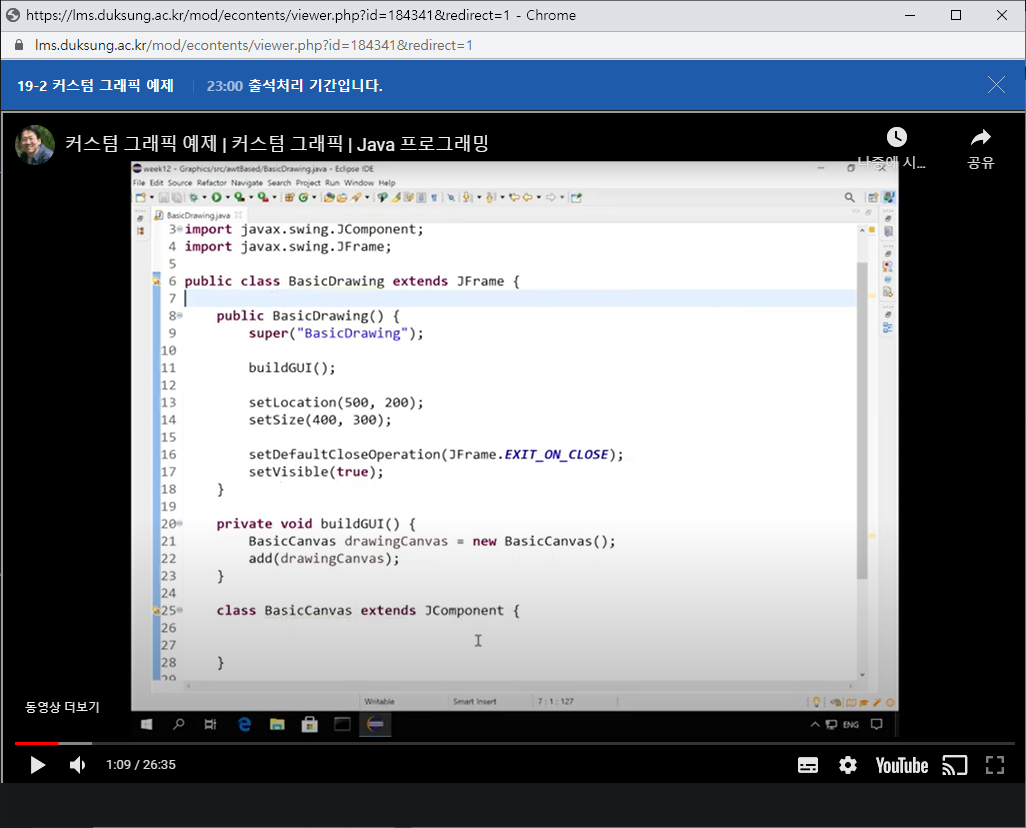 https://lms.duksung.ac.kr/mod/econtents/viewer.php?id=184341&redirect=1 - Chrome
lms.duksung.ac.kr/mod/econtents/viewer.php?id=184341&redirect=1
19-2 커스텀 그래픽 예제 23:00 출석처리 기간입니다.
커스텀 그래픽 예제 | 커스텀 그래픽 | Java 프로그래밍
나중에 시...
공유
week12 - Graphics/src/awtBased/BasicDrawing.java - Eclipse IDE
File Edit Source Refactor Navigate Search Project Run Window Help
BasicDrawing.java
3 import javax.swing.JComponent;
4 import javax.swing.JFrame;
5
6 public class BasicDrawing extends JFrame {
7
8 public BasicDrawing() {
9 super("BasicDrawing");
10
11 buildGUI();
12
13 setLocation(500, 200);
14 setSize(400, 300);
15
16 setDefaultCloseOperation(JFrame.EXIT_ON_CLOSE);
17 setVisible(true);
18 }
19
20 private void buildGUI() {
21 BasicCanvas drawingCanvas = new BasicCanvas();
22 add(drawingCanvas);
23 }
24
25 class BasicCanvas extends JComponent {
26
27
28 }
29
Writable Smart Insert 7 : 1 : 127
동영상 더보기
ENG
1:09 / 26:35
YouTube